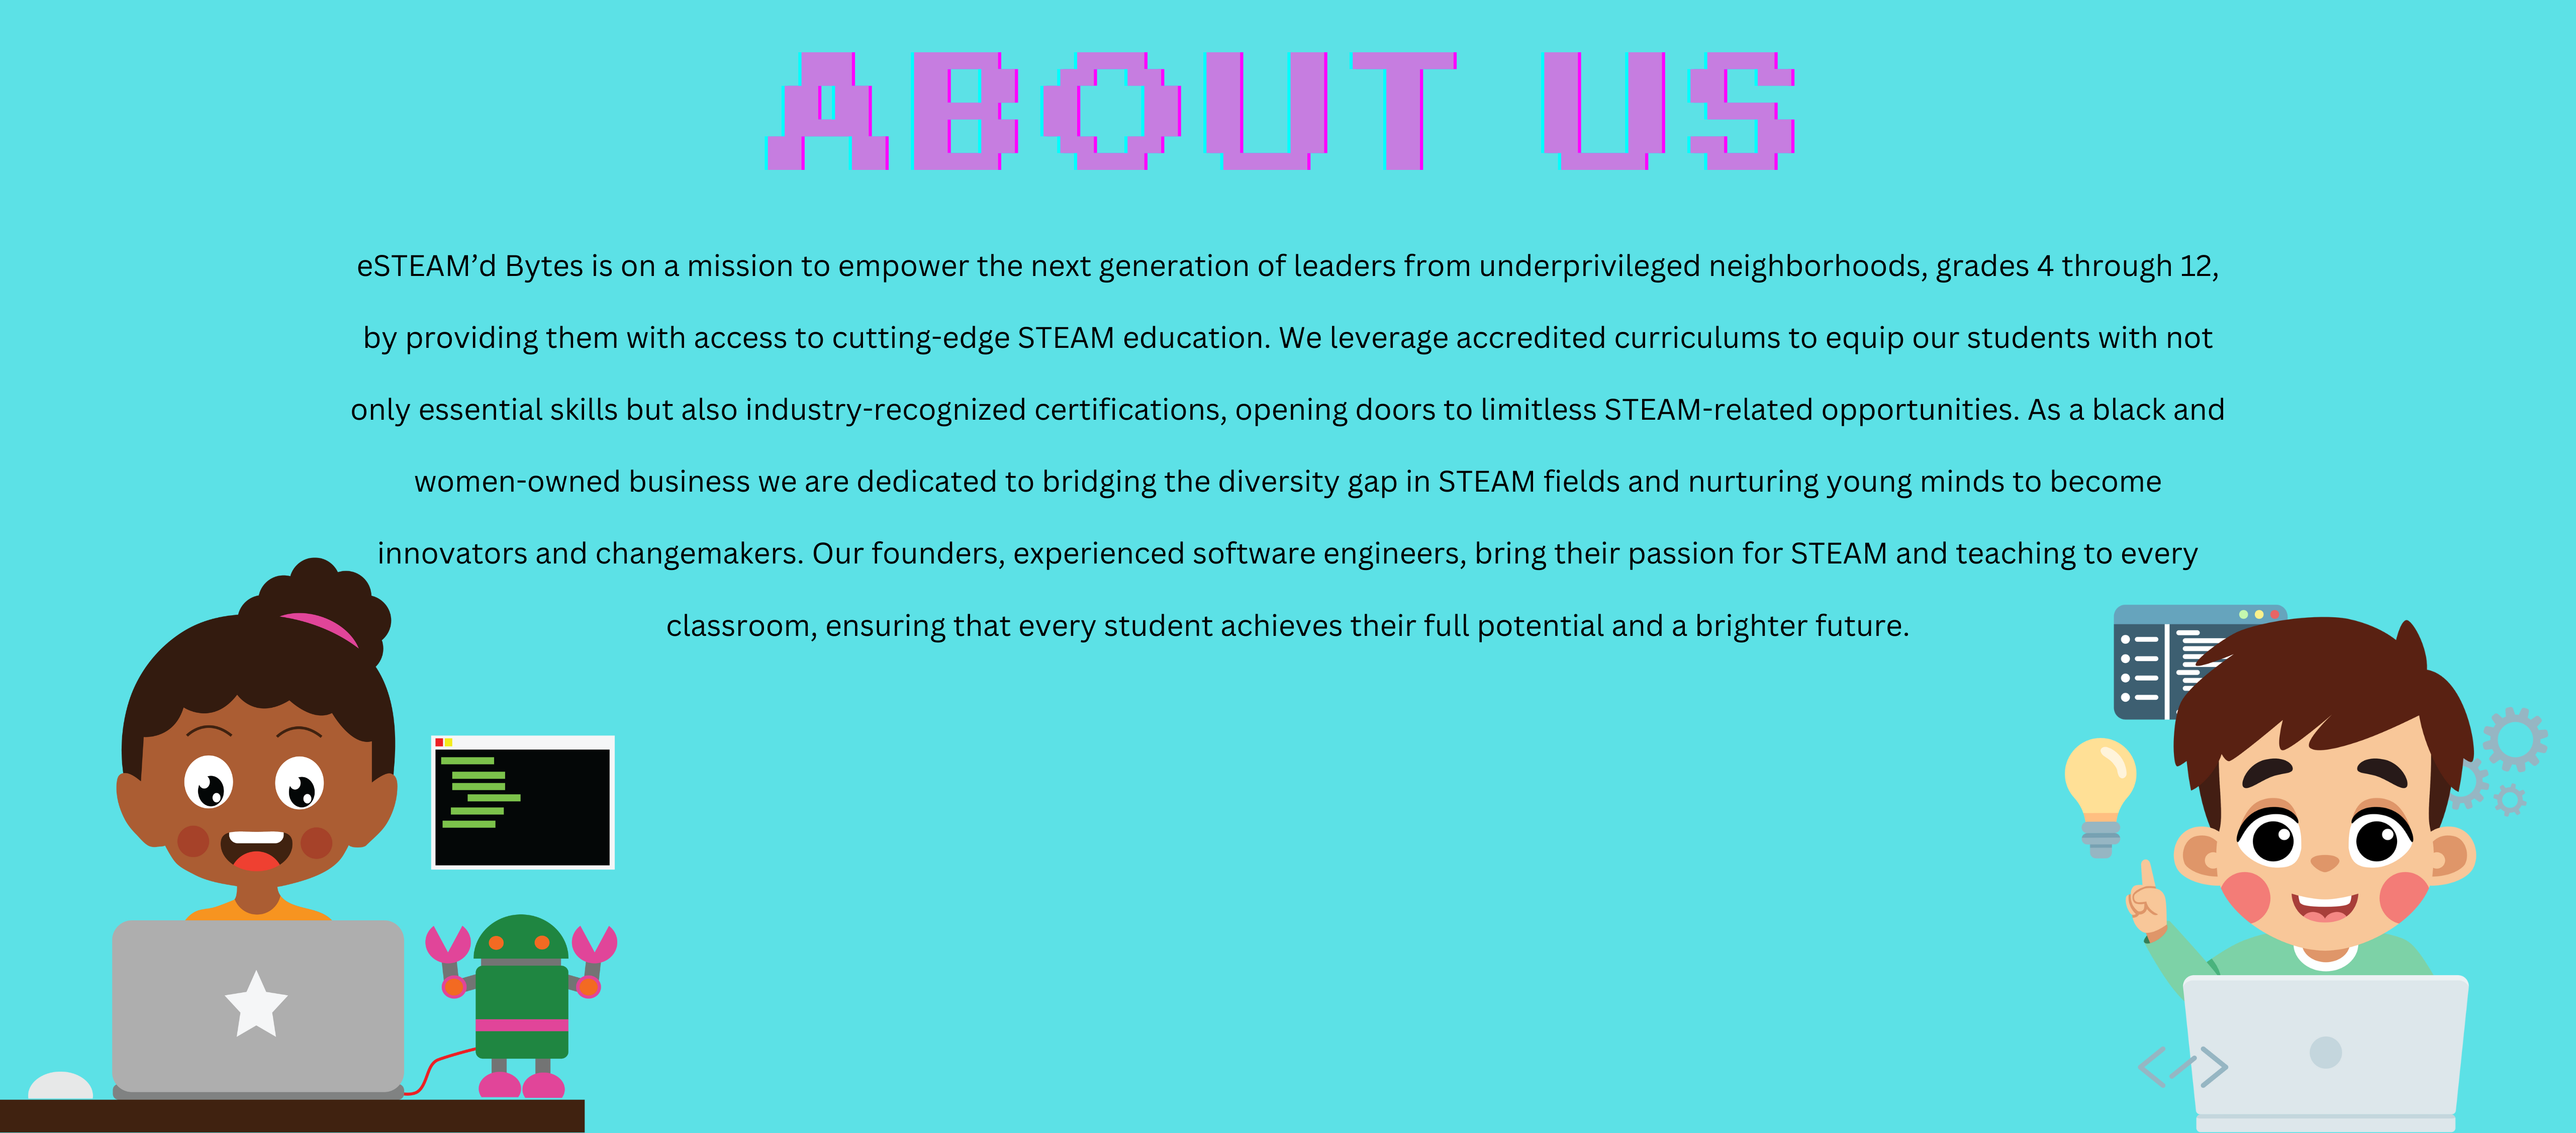 ABOUT US
eSTEAM’d Bytes is on a mission to empower the next generation of leaders from underprivileged neighborhoods, grades 4 through 12,
by providing them with access to cutting-edge STEAM education. We leverage accredited curriculums to equip our students with not
only essential skills but also industry-recognized certifications, opening doors to limitless STEAM-related opportunities. As a black and
women-owned business we are dedicated to bridging the diversity gap in STEAM fields and nurturing young minds to become
innovators and changemakers. Our founders, experienced software engineers, bring their passion for STEAM and teaching to every
classroom, ensuring that every student achieves their full potential and a brighter future.